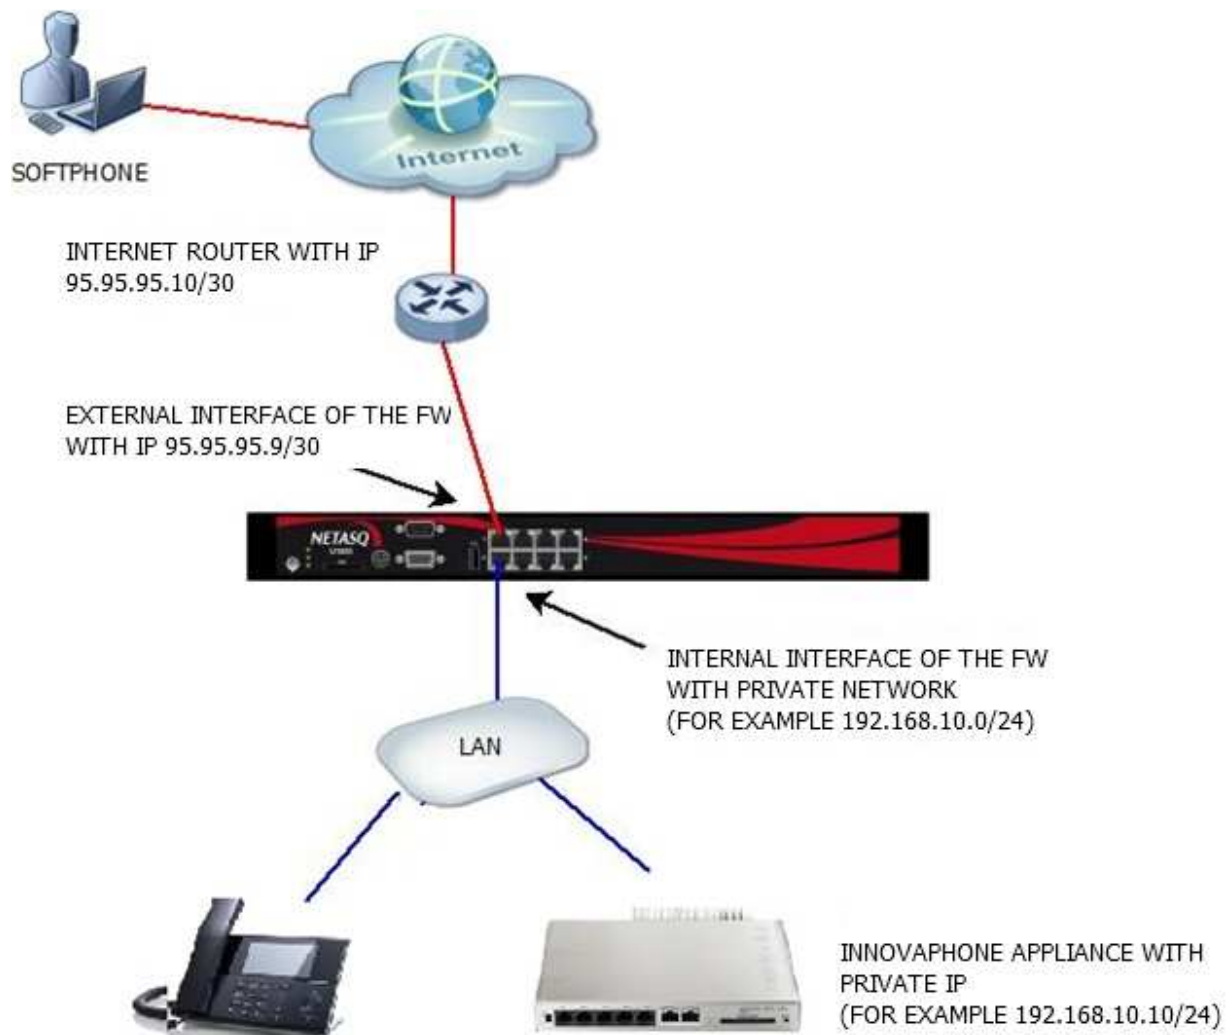 Internet
SOFTPHONE
INTERNET ROUTER WITH IP
95.95.95.10/30
EXTERNAL INTERFACE OF THE FW
WITH IP 95.95.95.9/30
NETASQ
INTERNAL INTERFACE OF THE FW
WITH PRIVATE NETWORK
(FOR EXAMPLE 192.168.10.0/24)
LAN
INNOVAPHONE APPLIANCE WITH
PRIVATE IP
(FOR EXAMPLE 192.168.10.10/24)